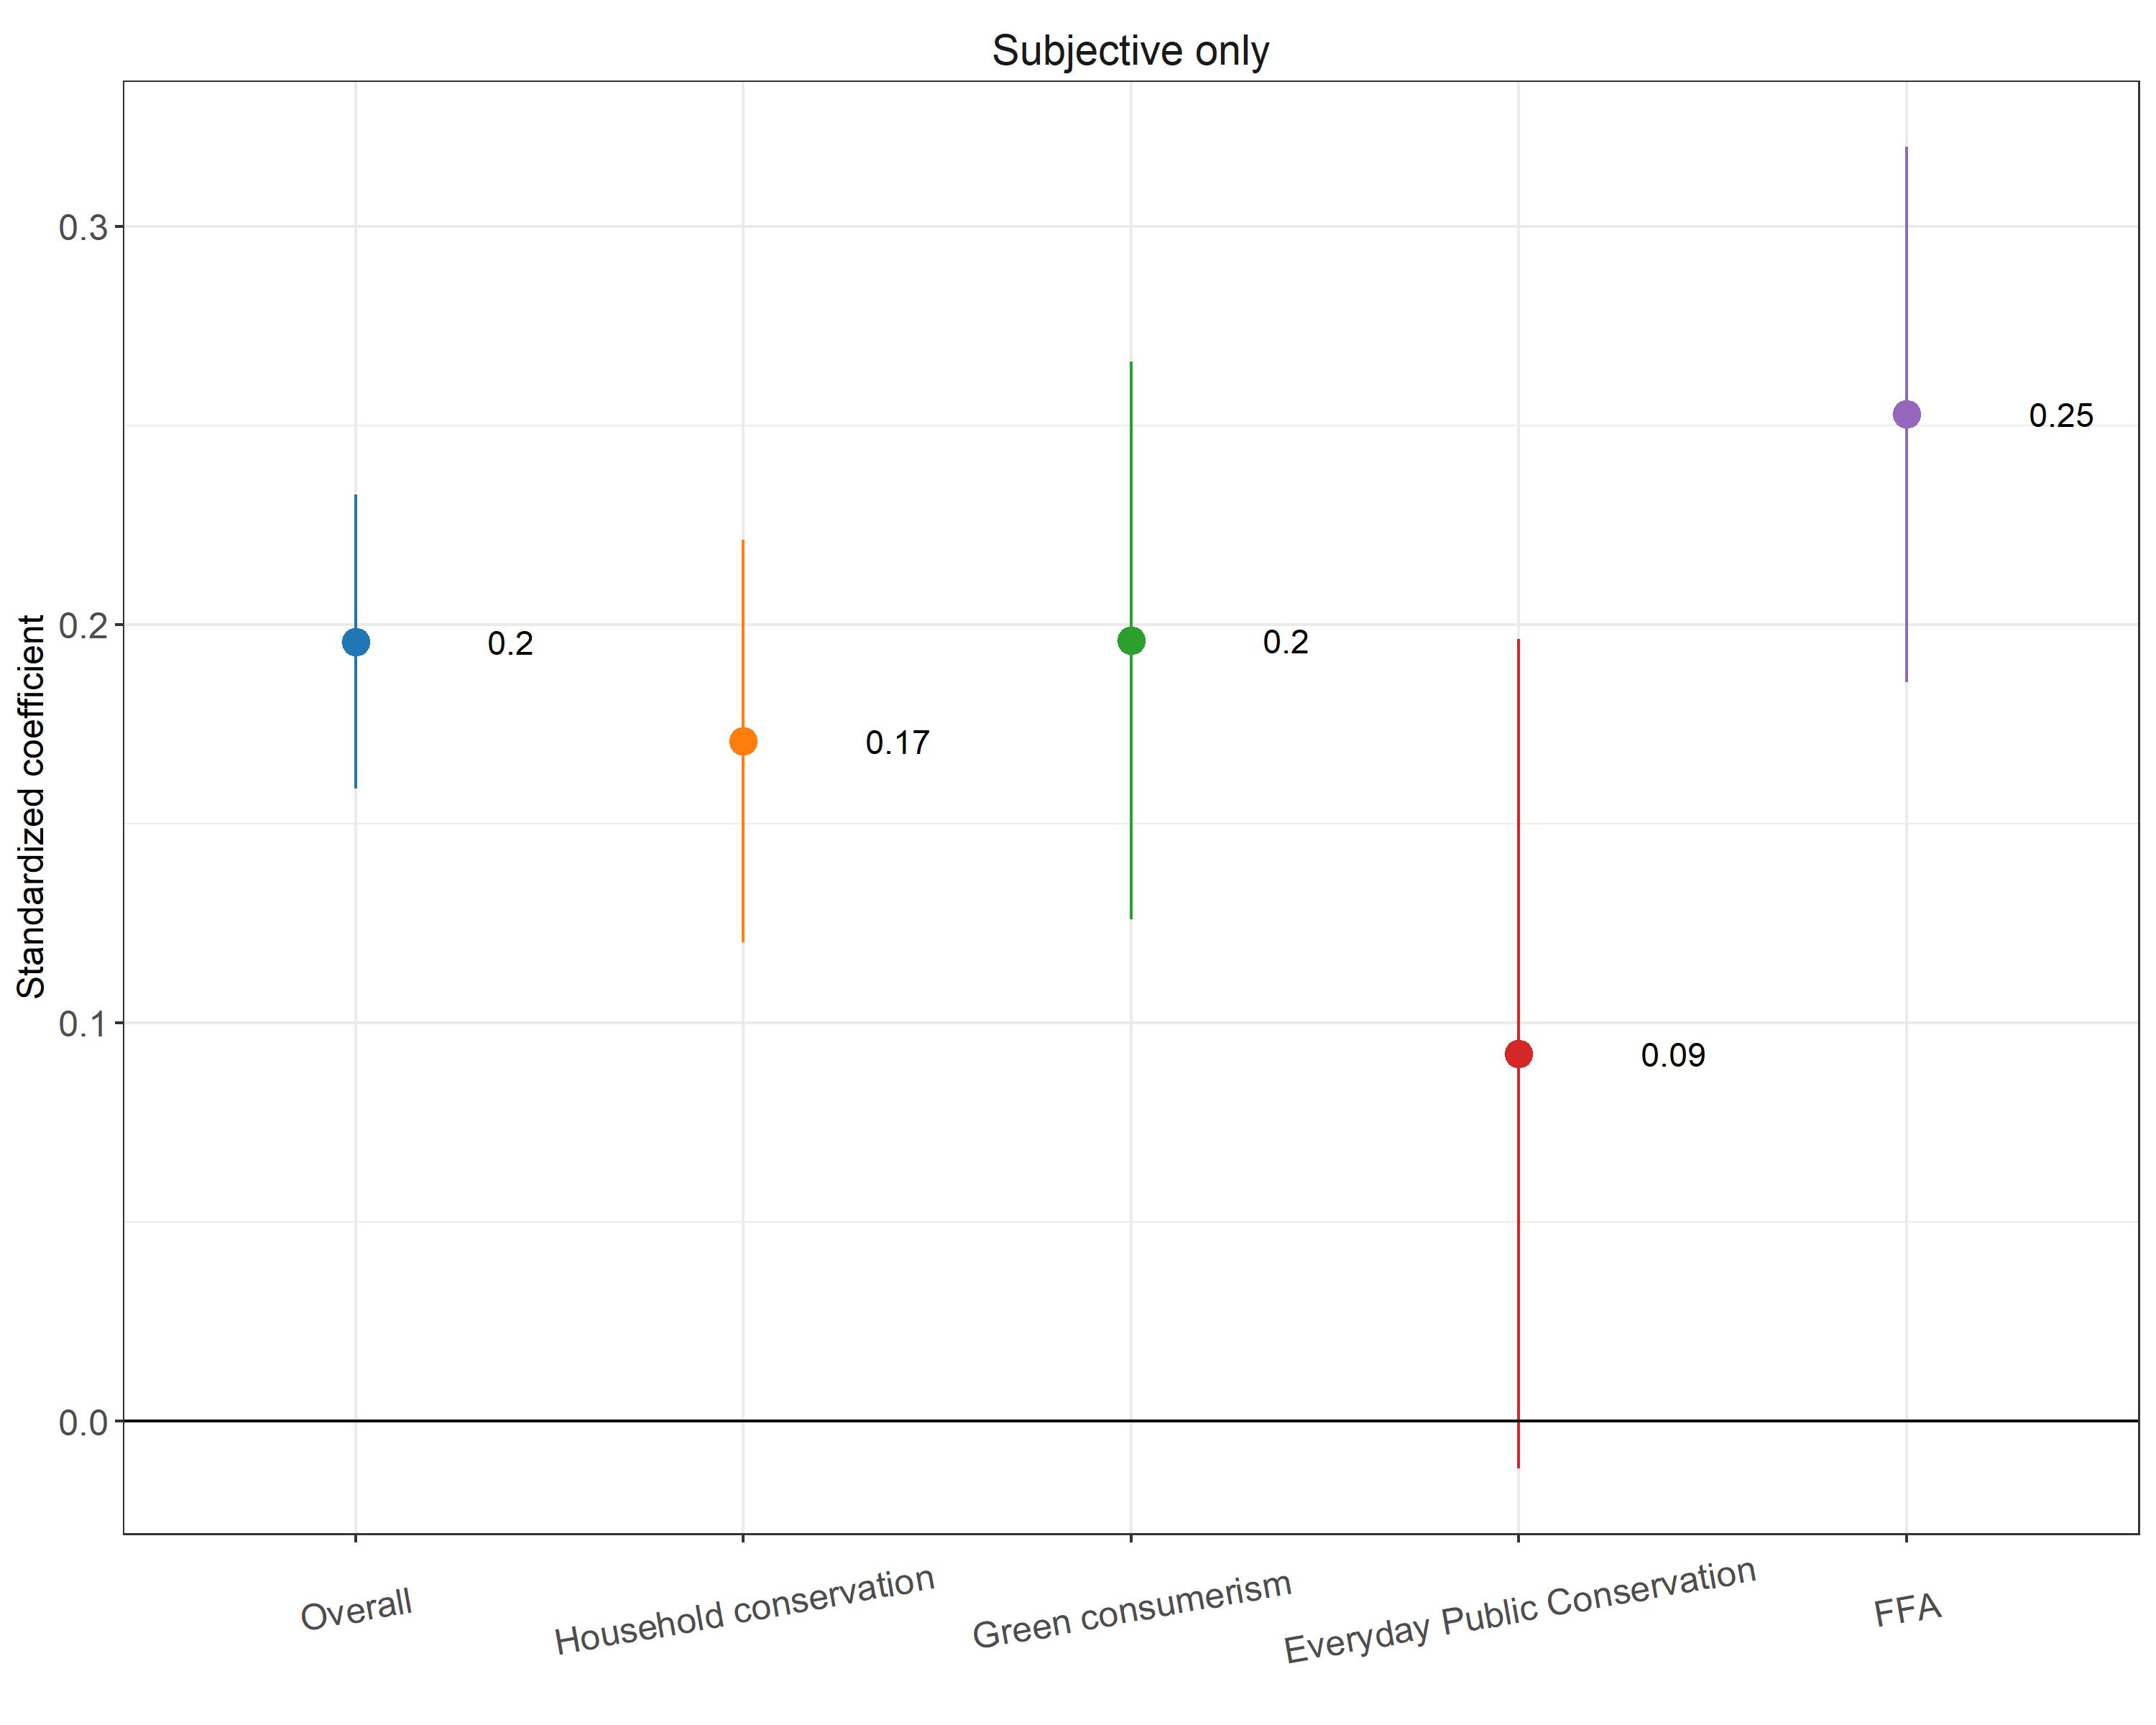 Subjective only
Standardized coefficient
0.3
0.2
0.1
0.0
0.2
0.17
0.2
0.09
0.25
Overall
Household conservation
Green consumerism
Everyday Public Conservation
FFA